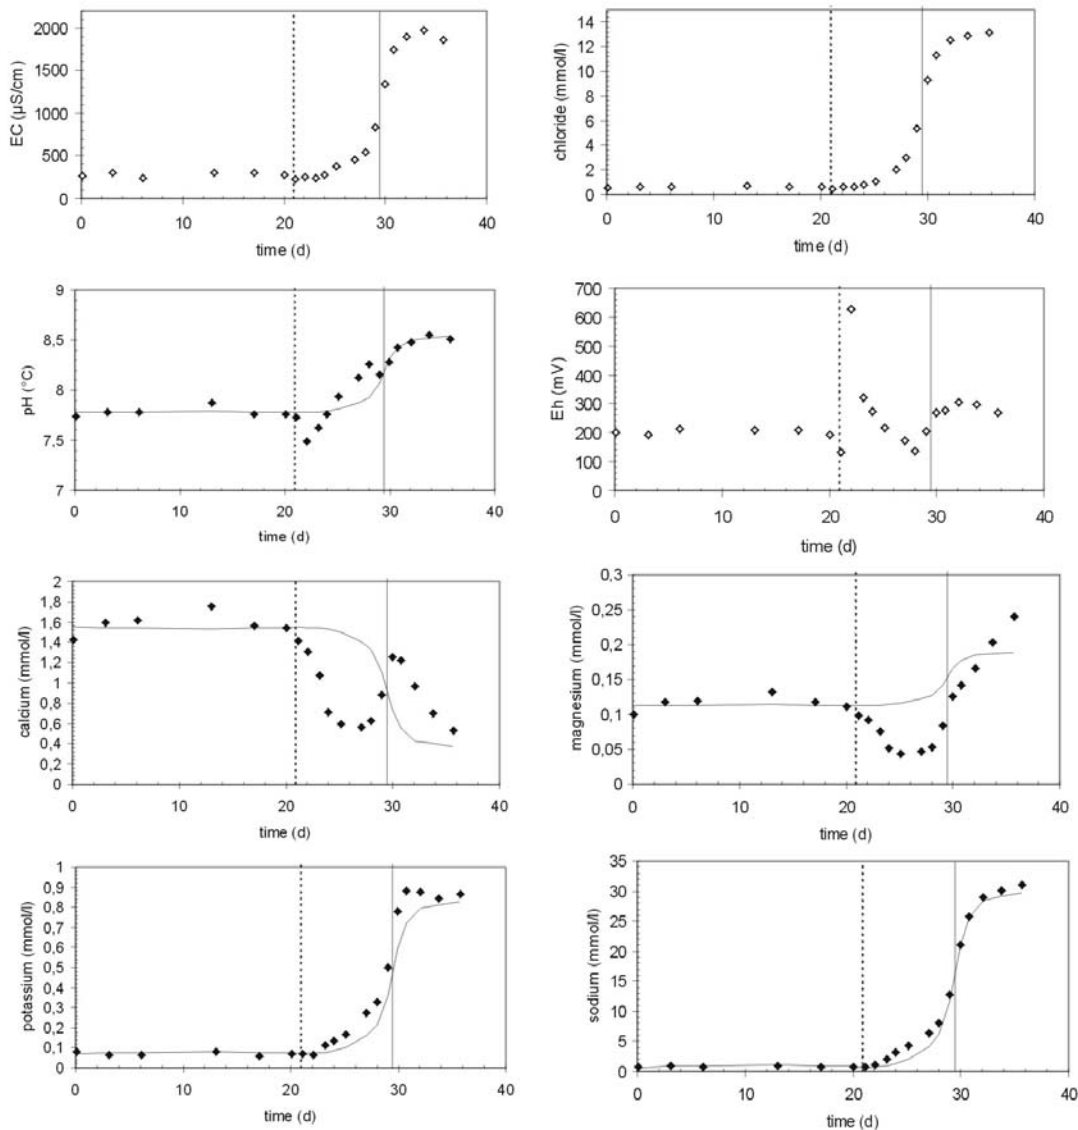 EC (µS/cm)
2000
1500
1000
500
0
0 10 20 30 40
time (d)
chloride (mmol/l)
14
12
10
8
6
4
2
0
0 10 20 30 40
time (d)
pH (°C)
9
8,5
8
7,5
7
0 10 20 30 40
time (d)
Eh (mV)
700
600
500
400
300
200
100
0
0 10 20 30 40
time (d)
calcium (mmol/l)
2
1,8
1,6
1,4
1,2
1
0,8
0,6
0,4
0,2
0
0 10 20 30 40
time (d)
magnesium (mmol/l)
0,3
0,25
0,2
0,15
0,1
0,05
0
0 10 20 30 40
time (d)
potassium (mmol/l)
1
0,9
0,8
0,7
0,6
0,5
0,4
0,3
0,2
0,1
0
0 10 20 30 40
time (d)
sodium (mmol/l)
35
30
25
20
15
10
5
0
0 10 20 30 40
time (d)